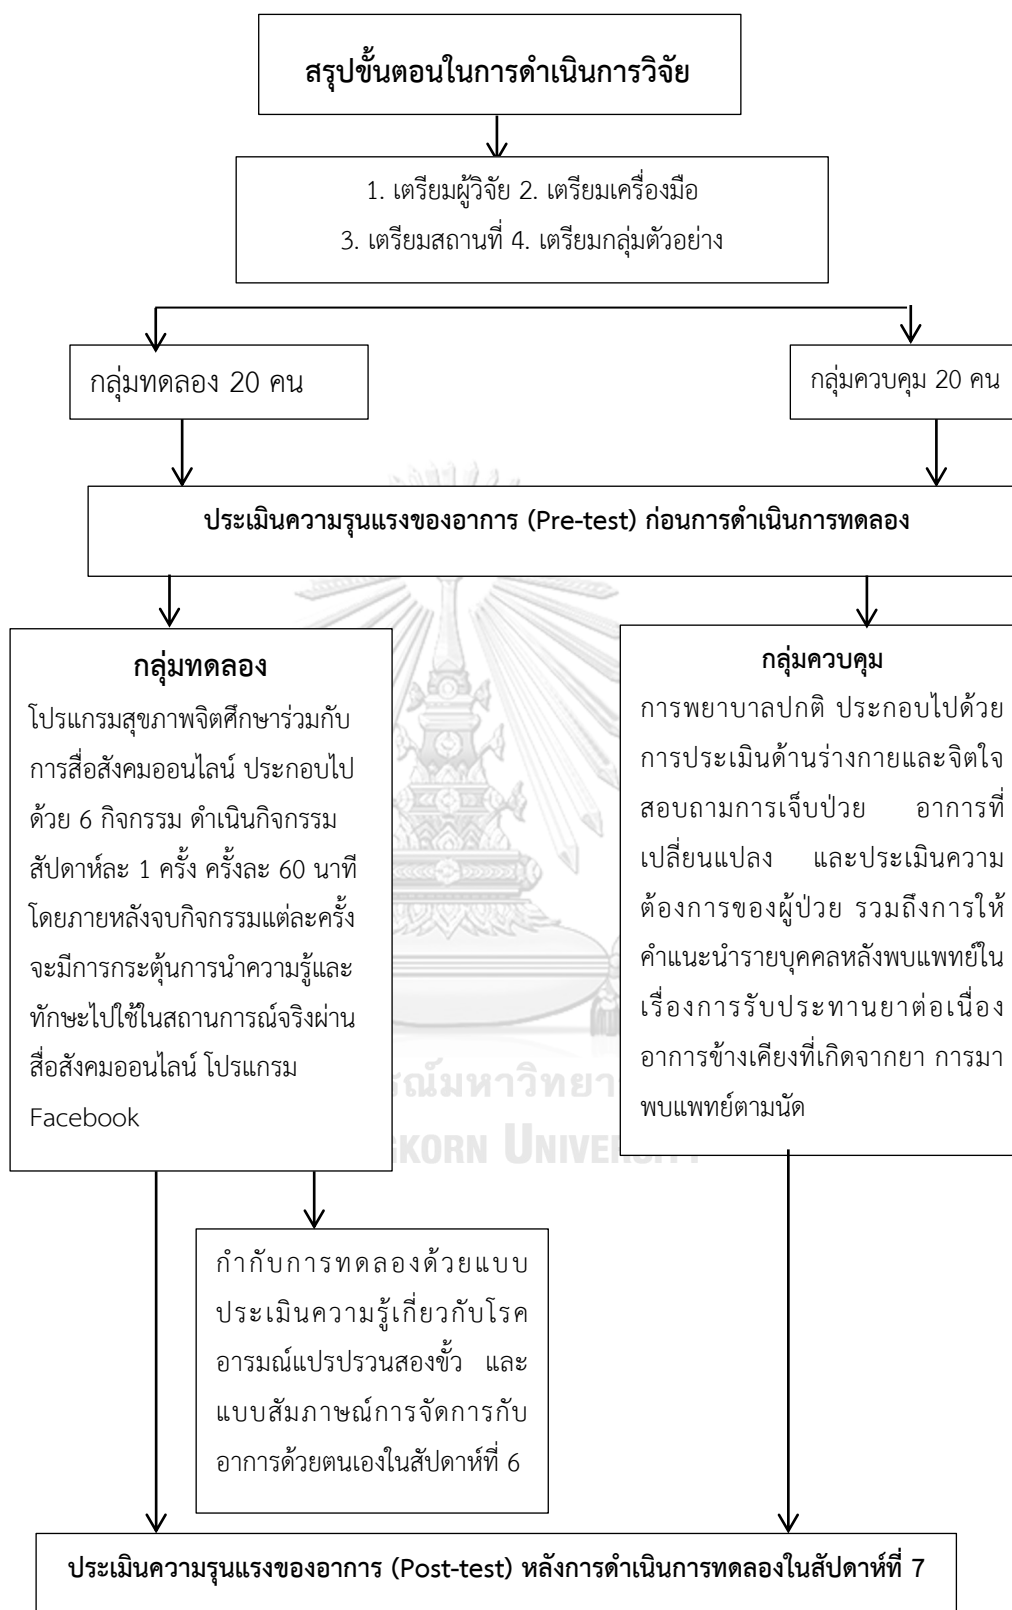 สรุปขั้นตอนในการดำเนินการวิจัย
1. เตรียมผู้วิจัย 2. เตรียมเครื่องมือ
3. เตรียมสถานที่ 4. เตรียมกลุ่มตัวอย่าง
กลุ่มทดลอง 20 คน
กลุ่มควบคุม 20 คน
ประเมินความรุนแรงของอาการ (Pre-test) ก่อนการดำเนินการทดลอง
กลุ่มทดลอง
โปรแกรมสุขภาพจิตศึกษาร่วมกับ
การสื่อสังคมออนไลน์ ประกอบไป
ด้วย 6 กิจกรรม ดำเนินกิจกรรม
สัปดาห์ละ 1 ครั้ง ครั้งละ 60 นาที
โดยภายหลังจบกิจกรรมแต่ละครั้ง
จะมีการกระตุ้นการนำความรู้และ
ทักษะไปใช้ในสถานการณ์จริงผ่าน
สื่อสังคมออนไลน์ โปรแกรม
Facebook
กลุ่มควบคุม
การพยาบาลปกติ ประกอบไปด้วย
การประเมินด้านร่างกายและจิตใจ
สอบถามการเจ็บป่วย อาการที่
เปลี่ยนแปลง และประเมินความ
ต้องการของผู้ป่วย รวมถึงการให้
คำแนะนำรายบุคคลหลังพบแพทย์ใน
เรื่องการรับประทานยาต่อเนื่อง
อาการข้างเคียงที่เกิดจากยา การมา
พบแพทย์ตามนัด
รณ์มหาวิทยา
GKORN UNIVERSITY
กำกับการทดลองด้วยแบบ
ประเมินความรู้เกี่ยวกับโรค
อารมณ์แปรปรวนสองขั้ว และ
แบบสัมภาษณ์การจัดการกับ
อาการด้วยตนเองในสัปดาห์ที่ 6
ประเมินความรุนแรงของอาการ (Post-test) หลังการดำเนินการทดลองในสัปดาห์ที่ 7